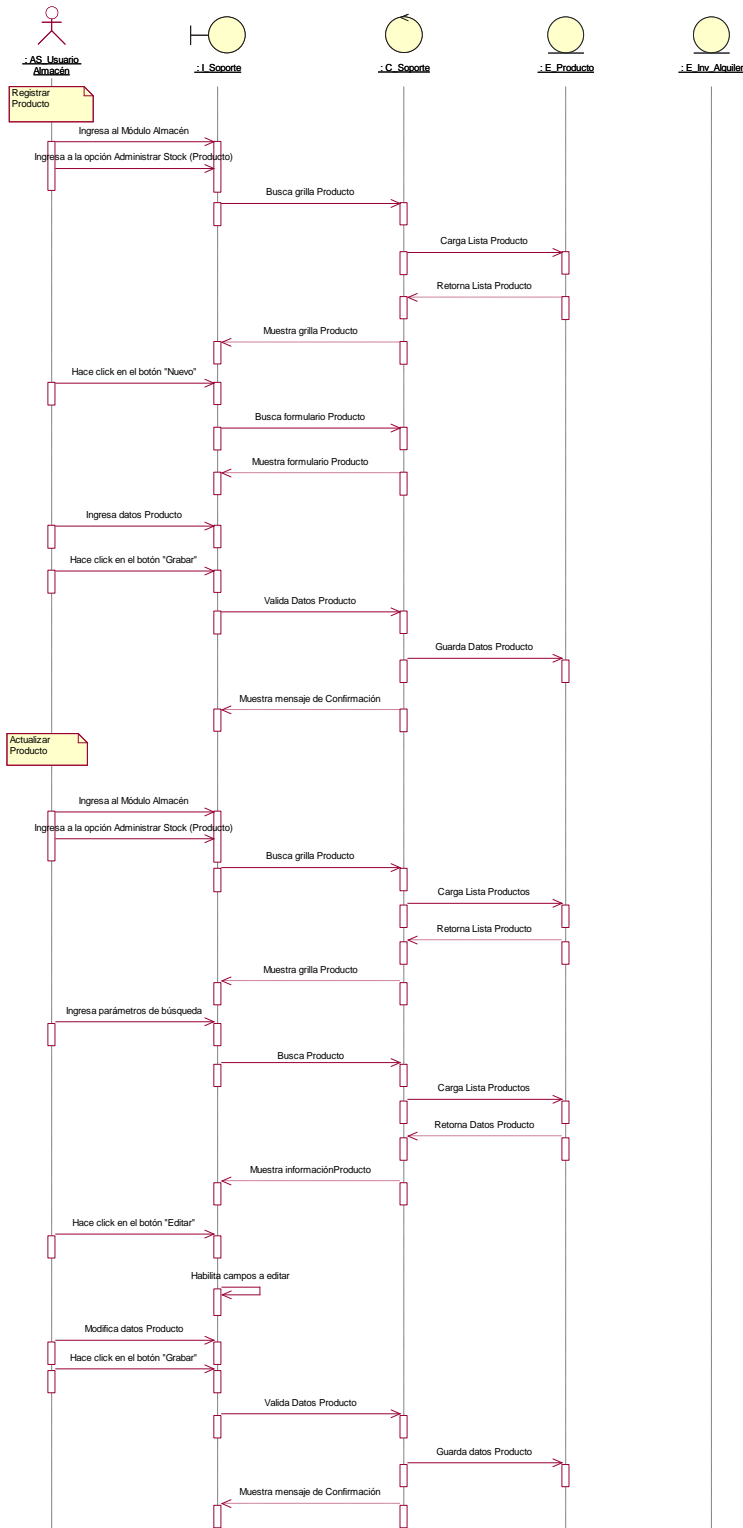 : AS_Usuario
Almacén
: I_Soporte
: C_Soporte
: E_Producto
: E_Inv_Alquiler
Registrar
Producto
Ingresa al Módulo Almacén
Ingresa a la opción Administrar Stock (Producto)
Busca grilla Producto
Carga Lista Producto
Retorna Lista Producto
Muestra grilla Producto
Hace click en el botón "Nuevo"
Busca formulario Producto
Muestra formulario Producto
Ingresa datos Producto
Hace click en el botón "Grabar"
Valida Datos Producto
Guarda Datos Producto
Muestra mensaje de Confirmación
Actualizar
Producto
Ingresa al Módulo Almacén
Ingresa a la opción Administrar Stock (Producto)
Busca grilla Producto
Carga Lista Productos
Retorna Lista Producto
Muestra grilla Producto
Ingresa parámetros de búsqueda
Busca Producto
Carga Lista Productos
Retorna Datos Producto
Muestra informaciónProducto
Hace click en el botón "Editar"
Habilita campos a editar
Modifica datos Producto
Hace click en el botón "Grabar"
Valida Datos Producto
Guarda datos Producto
Muestra mensaje de Confirmación